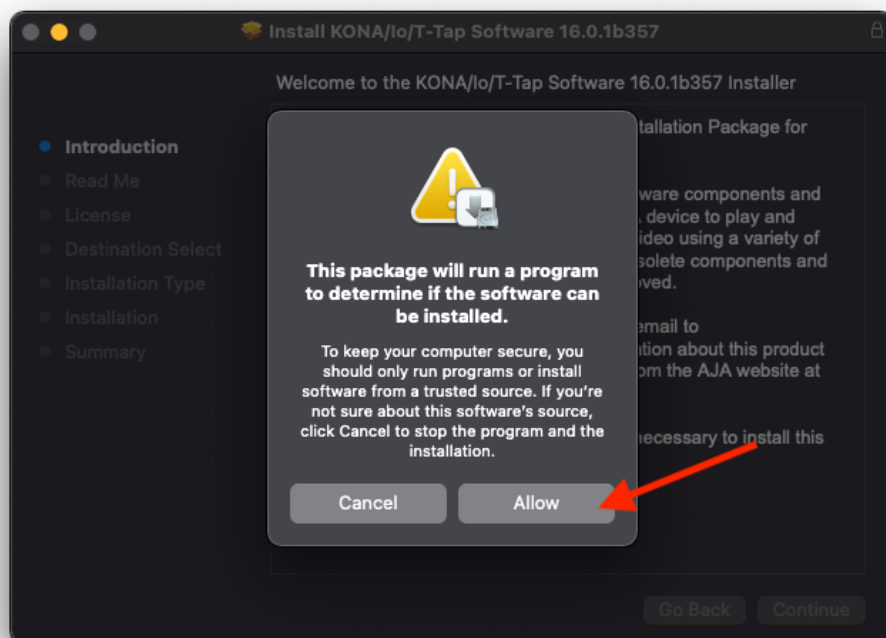 Install KONA/Io/T-Tap Software 16.0.1b357
Welcome to the KONA/Io/T-Tap Software 16.0.1b357 Installer
Introduction
Read Me
License
Destination Select
Installation Type
Installation
Summary
tallation Package for
ware components and
device to play and
ideo using a variety of
solete components and
oved.
email to
tion about this product
om the AJA website at
necessary to install this
This package will run a program
to determine if the software can
be installed.
To keep your computer secure, you
should only run programs or install
software from a trusted source. If you're
not sure about this software's source,
click Cancel to stop the program and the
installation.
Cancel
Allow
Go Back
Continue